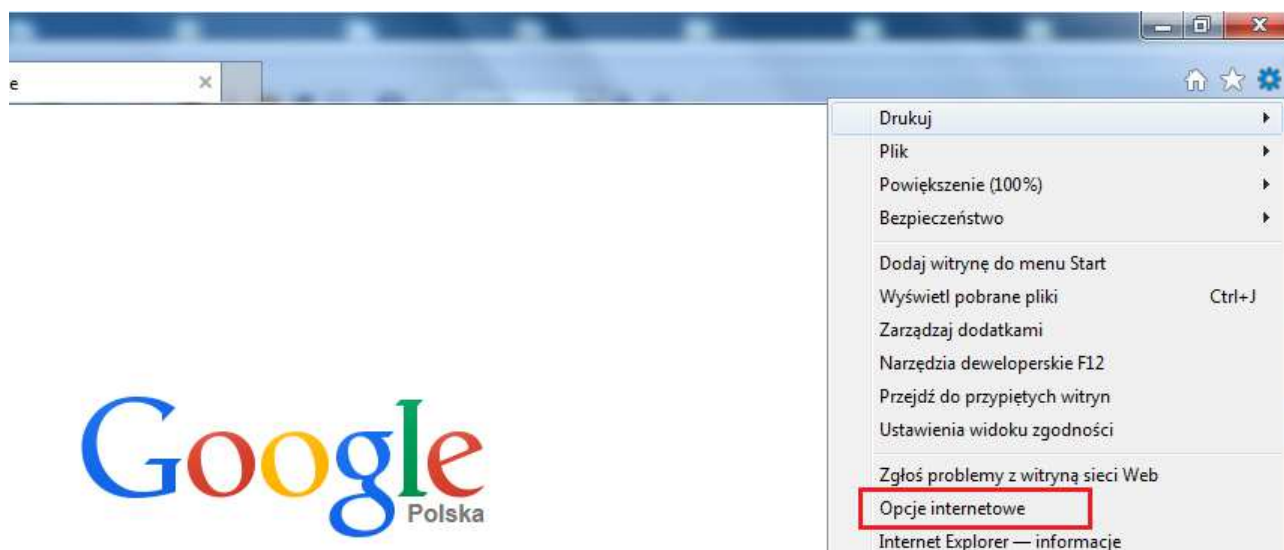 e
Drukuj
Plik
Powiększenie (100%)
Bezpieczeństwo
Dodaj witrynę do menu Start
Wyświetl pobrane pliki Ctrl+J
Zarządzaj dodatkami
Narzędzia deweloperskie F12
Przejdź do przypiętych witryn
Ustawienia widoku zgodności
Zgłoś problemy z witryną sieci Web
Opcje internetowe
Internet Explorer — informacje
Google
Polska